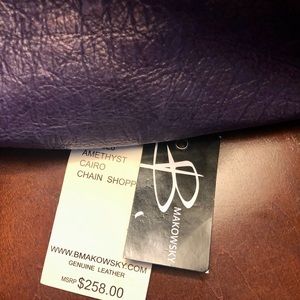 AMETHYST
CAIRO
CHAIN SHOPP
WWW.BMAKOWSKY.COM
GENUINE LEATHER
MSRP $258.00
B
MAKOWSKY